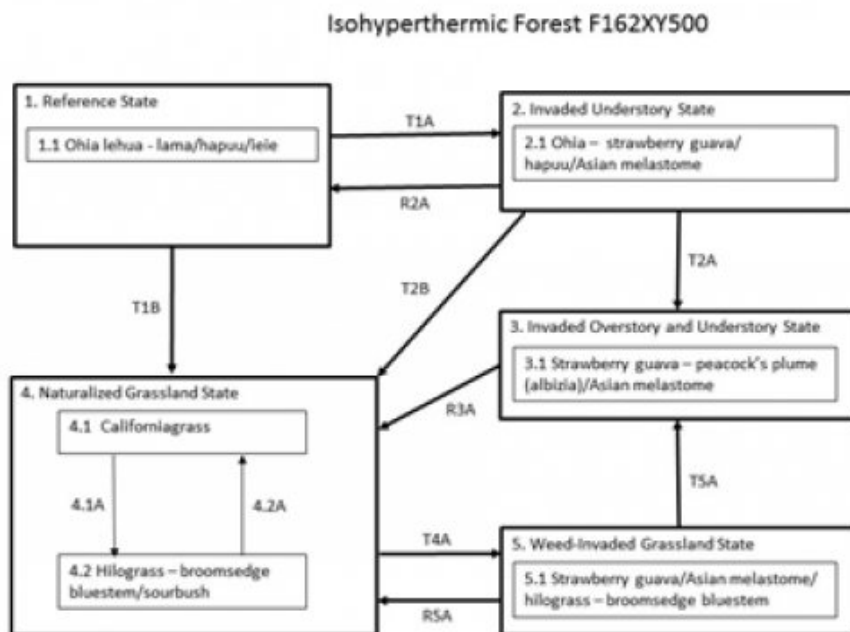 Isohyperthermic Forest F162XY500
1. Reference State
1.1 Ohia lehua - lama/hapuu/ieie
T1A
R2A
2. Invaded Understory State
2.1 Ohia – strawberry guava/
hapuu/Asian melastome
T1B
T2B
T2A
3. Invaded Overstory and Understory State
3.1 Strawberry guava – peacock's plume
(albizia)/Asian melastome
R3A
4. Naturalized Grassland State
4.1 Californiagrass
4.1A
4.2A
4.2 Hilograss – broomsedge
bluestem/sourbush
T4A
R5A
T5A
5. Weed-Invaded Grassland State
5.1 Strawberry guava/Asian melastome/
hilograss – broomsedge bluestem